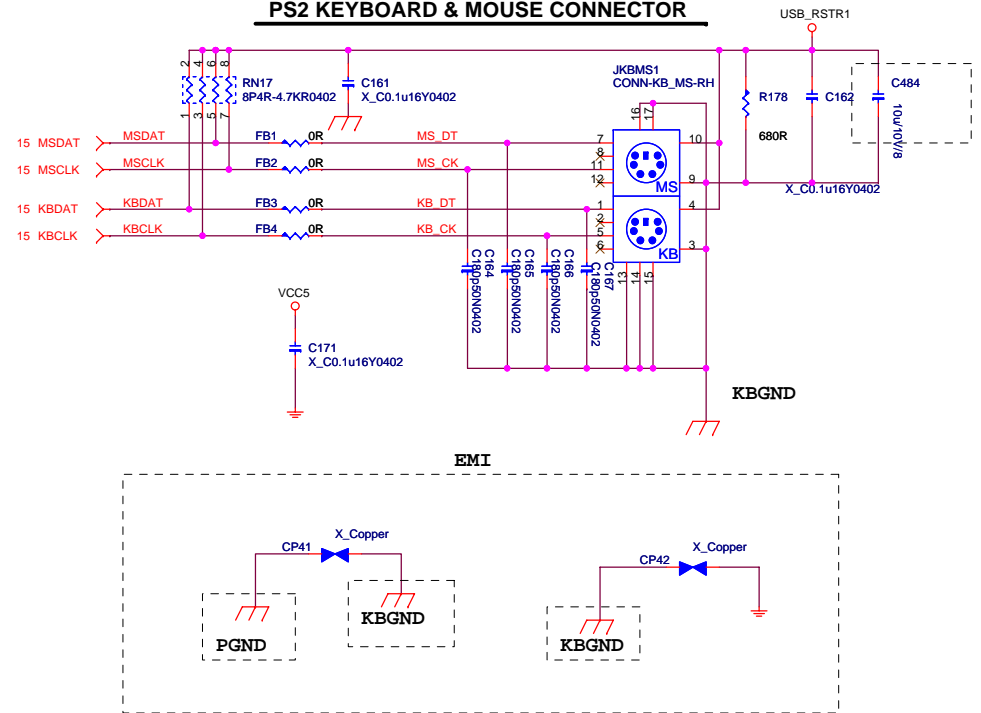 PS2 KEYBOARD & MOUSE CONNECTOR
USB_RSTR1
2 4 6 8
RN17
8P4R-4.7KR0402
1 3 5 7
C161
X_C0.1u16Y0402
JKBMS1
CONN-KB_MS-RH
16 17
R178
680R
C162
X_C0.1u16Y0402
C484
10u/10V/8
15 MSDAT MSDAT FB1 0R MS_DT 7 10
8
15 MSCLK MSCLK FB2 0R MS_CK 11
12 MS 9
15 KBDAT KBDAT FB3 0R KB_DT 1 4
2
15 KBCLK KBCLK FB4 0R KB_CK 5
6 KB 3
13 14 15
C164
C180p50N0402
C165
C180p50N0402
C166
C180p50N0402
C167
C180p50N0402
VCC5
C171
X_C0.1u16Y0402
KBGND
EMI
CP41 X_Copper
PGND
KBGND
CP42 X_Copper
KBGND